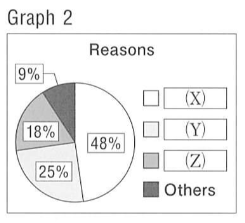 Graph 2
Reasons
9%
18%
48%
25%
(X)
(Y)
(Z)
Others